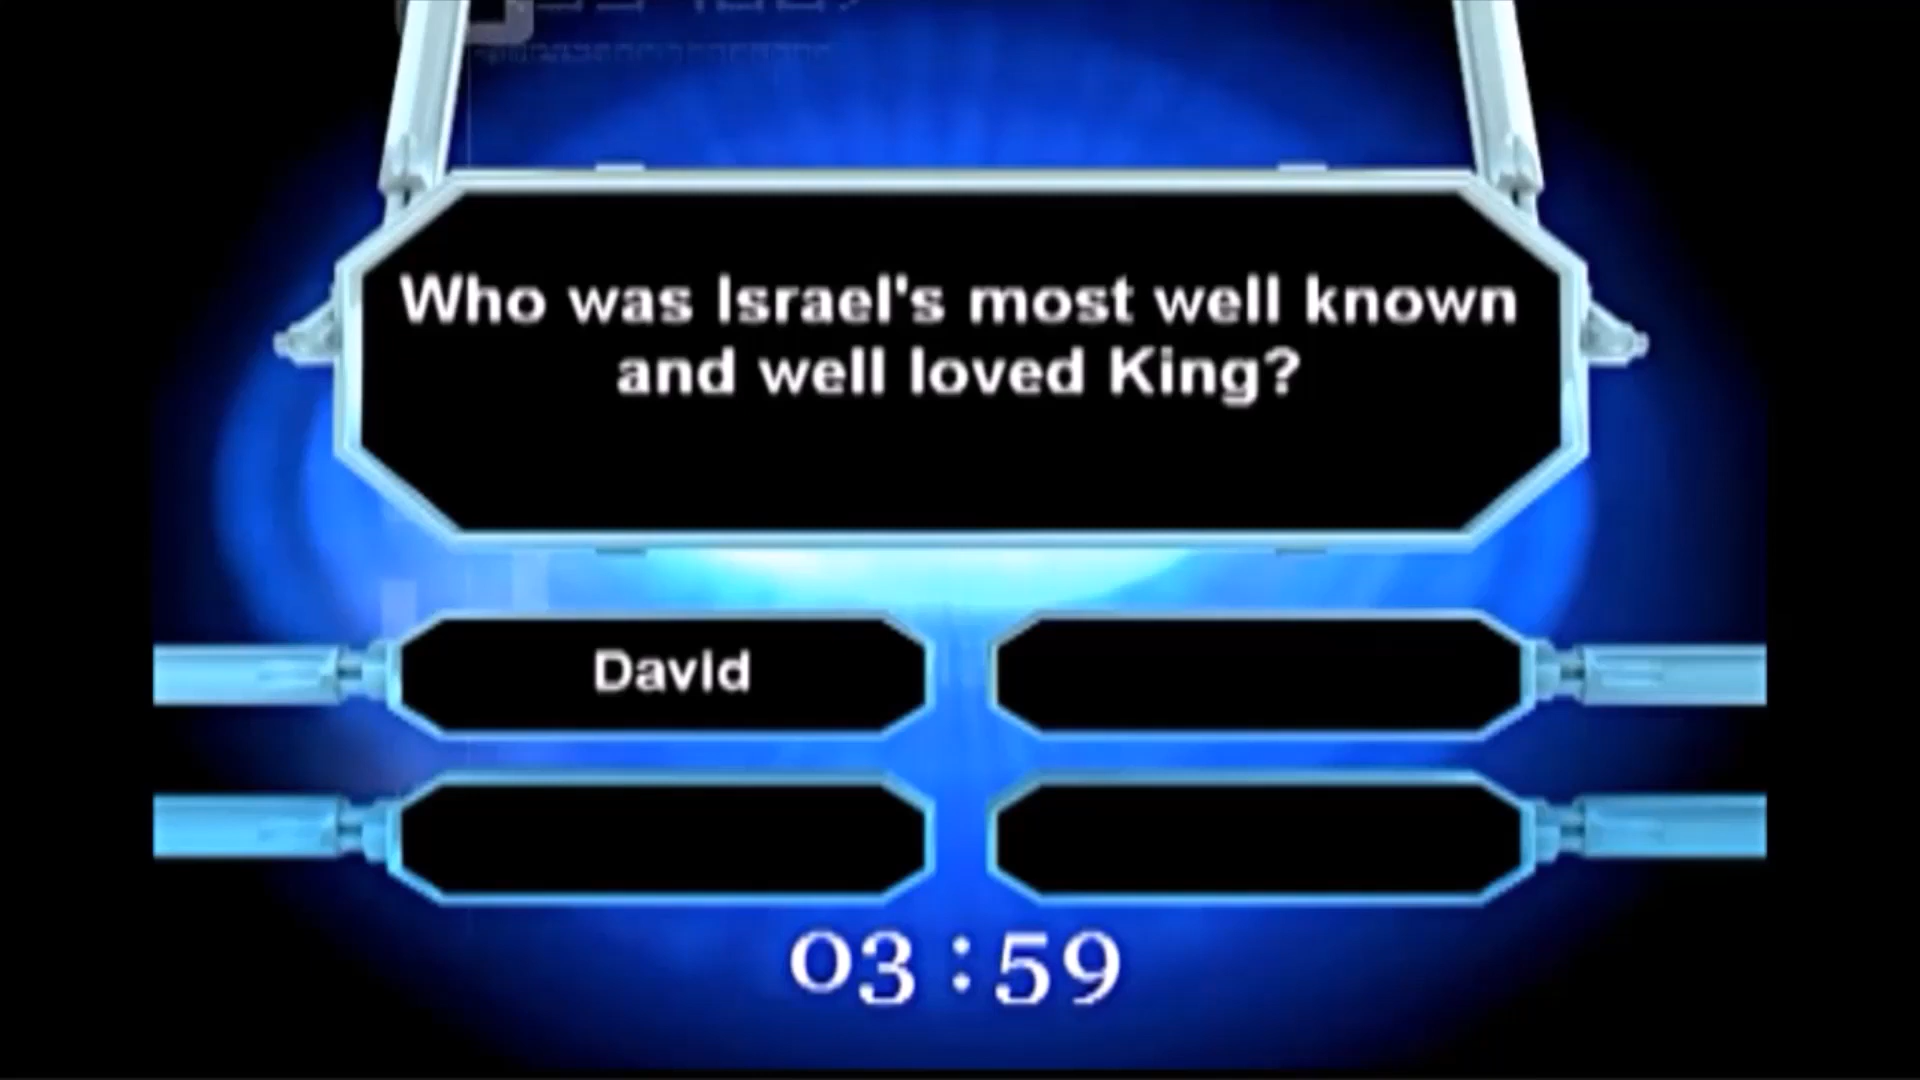 Who was Israel's most well known
and well loved King?
David
03:59